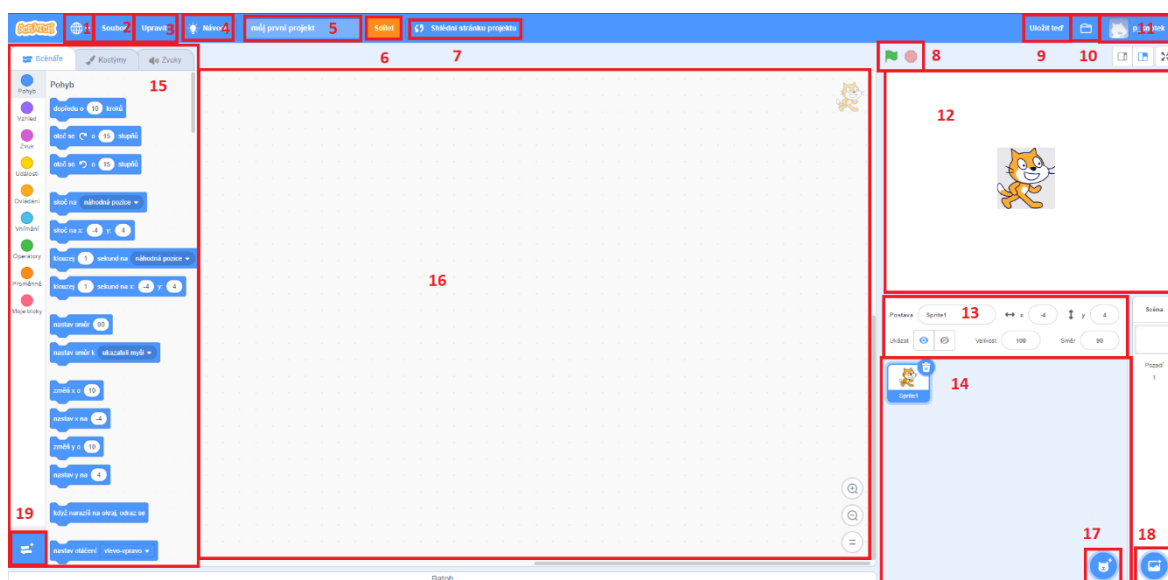 SCRATCH
1
Soubor 2
Upravit 3
Návody 4
můj první projekt 5
Sdílet
6
Shlédni stránku projektu
7
8
Uložit teď
9
10
11
Scénáře
Kostýmy
Zvuky
15
Pohyb
Vzhled
Zvuk
Události
Ovládání
Vnímání
Operátory
Proměnné
Moje bloky
19
Pohyb
dopředu o 10 kroků
otoč se o 15 stupňů
otoč se o 15 stupňů
skoč na náhodná pozice
skoč na x: -4 y: 4
klouzej 1 sekund na náhodná pozice
klouzej 1 sekund na x: -4 y: 4
nastav směr 90
nastav směr k ukazateli myši
změň x o 10
nastav x na -4
změň y o 10
nastav y na 4
když narazíš na okraj, odraz se
nastav otáčení vlevo-vpravo
16
Batoh
12
Postava Sprite1 13 x -4 y 4
Ukázat Velikost 100 Směr 90
14
Sprite1
17
Scéna
Pozadí
1
18